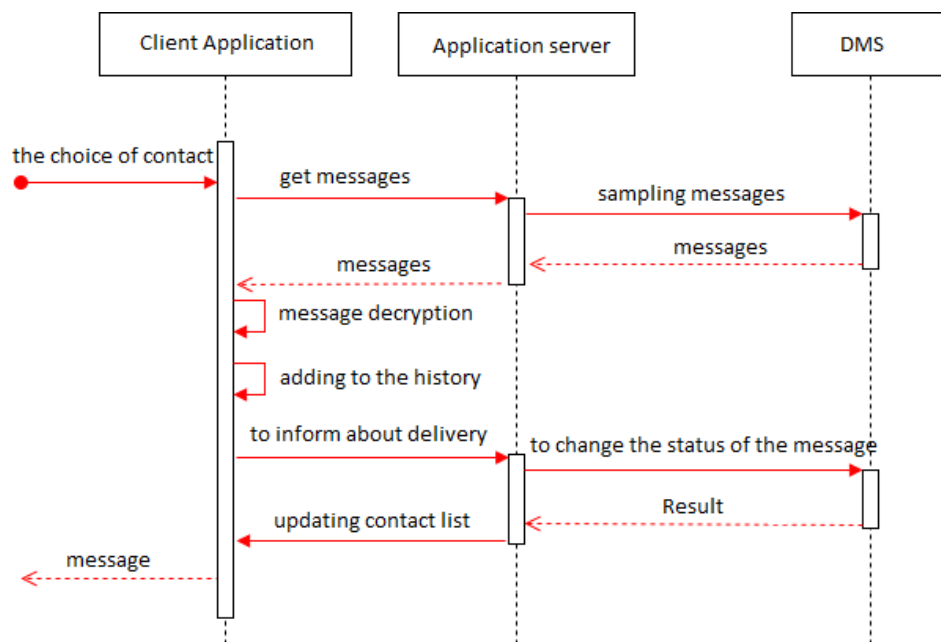 Client Application
Application server
DMS
the choice of contact
get messages
sampling messages
messages
messages
message decryption
adding to the history
to inform about delivery
to change the status of the message
Result
updating contact list
message